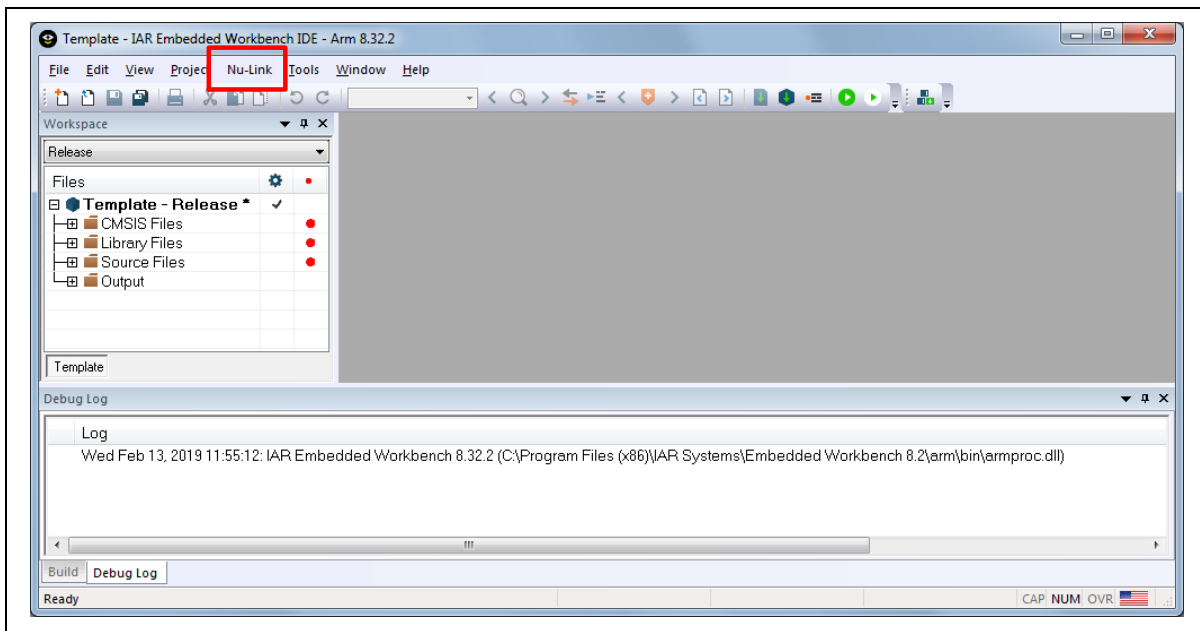 Template - IAR Embedded Workbench IDE - Arm 8.32.2
File Edit View Projec Nu-Link Tools Window Help
Workspace
Release
Files
Template - Release *
CMSIS Files
Library Files
Source Files
Output
Template
Debug Log
Log
Wed Feb 13, 2019 11:55:12: IAR Embedded Workbench 8.32.2 (C:\Program Files (x86)\IAR Systems\Embedded Workbench 8.2\arm\bin\armproc.dll)
Build Debug Log
Ready CAP NUM OVR